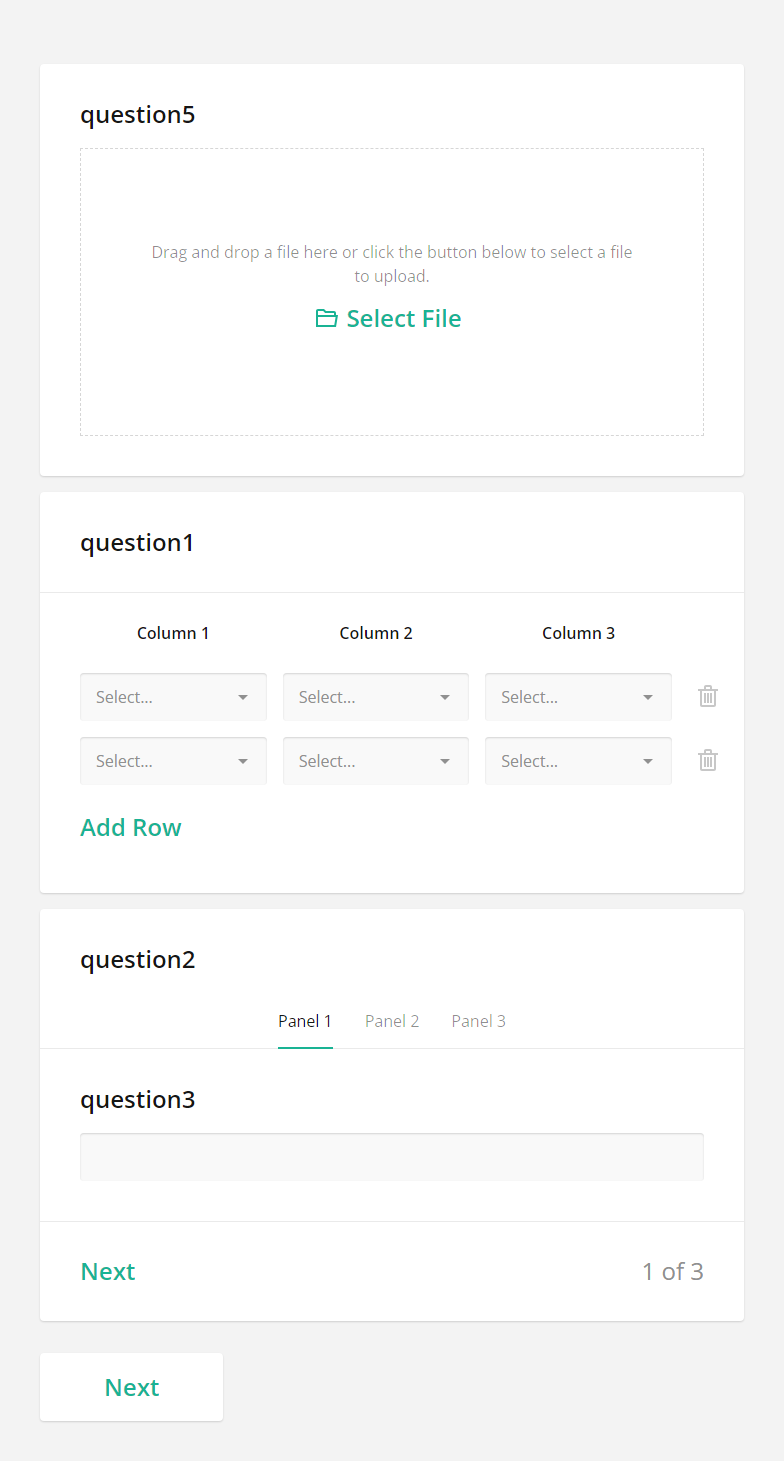 question5
Drag and drop a file here or click the button below to select a file
to upload.
Select File
question1
Column 1 Column 2 Column 3
Select... Select... Select...
Select... Select... Select...
Add Row
question2
Panel 1 Panel 2 Panel 3
question3
Next 1 of 3
Next